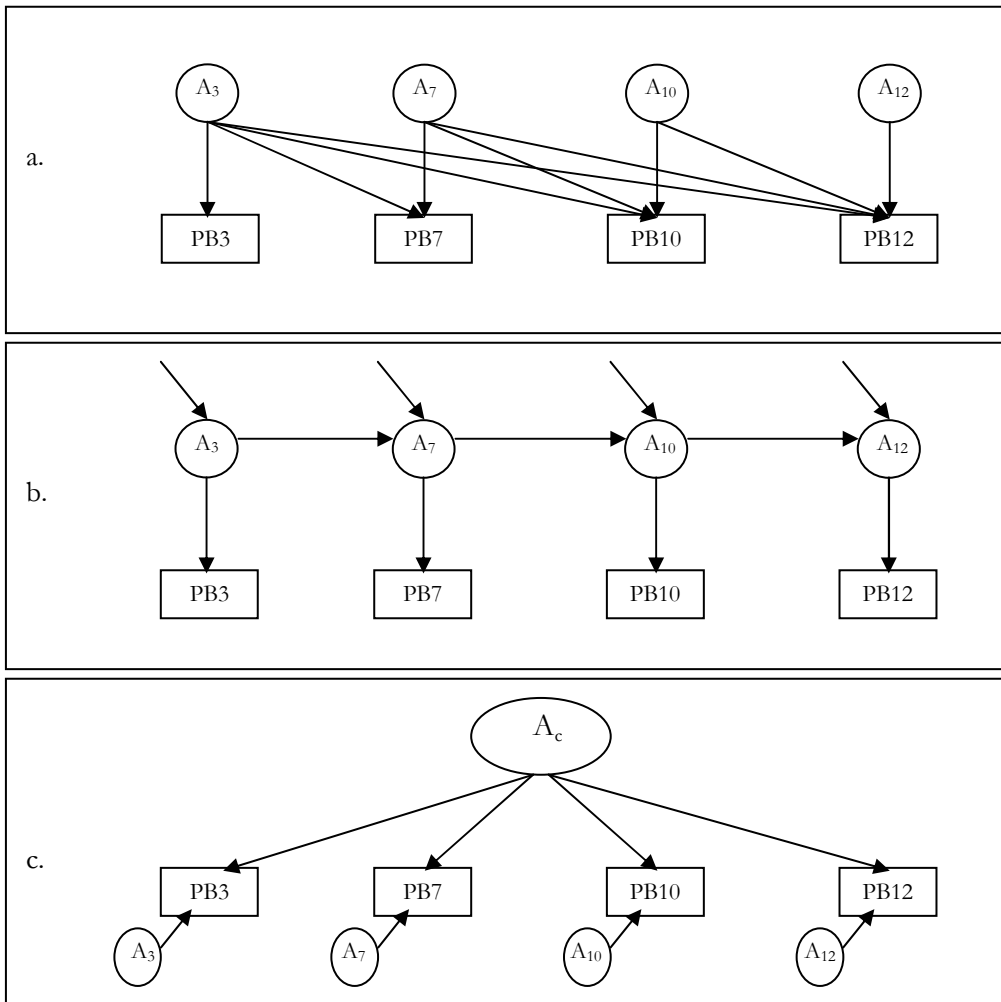 A₃ A₇ A₁₀ A₁₂
a.
PB3 PB7 PB10 PB12
A₃ A₇ A₁₀ A₁₂
b.
PB3 PB7 PB10 PB12
A꜀
c.
PB3 PB7 PB10 PB12
A₃ A₇ A₁₀ A₁₂